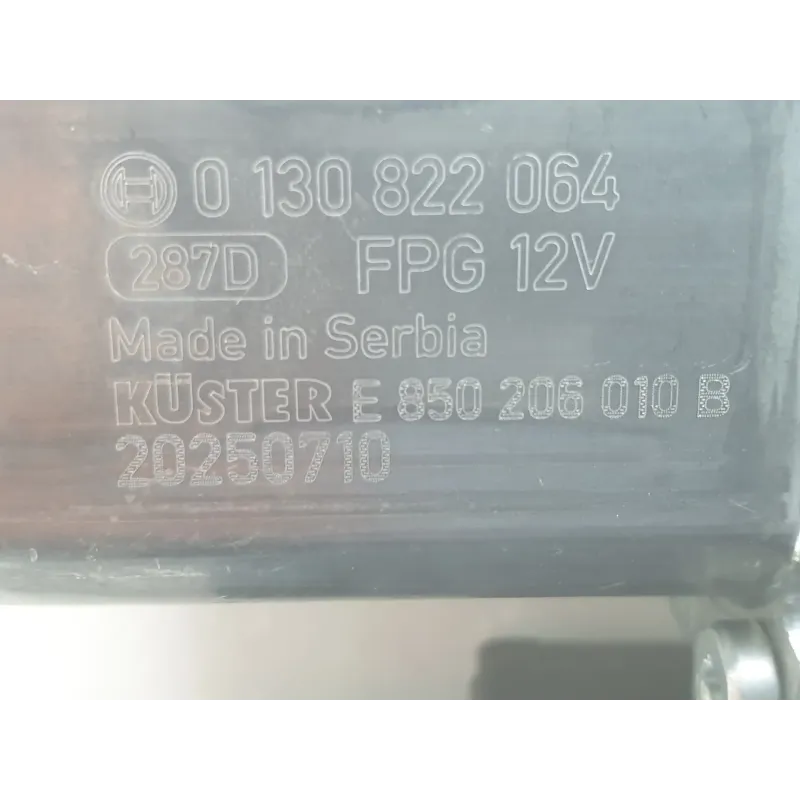 0 130 822 064
287D FPG 12V
Made in Serbia
KÜSTER E 850 206 010 B
20250710